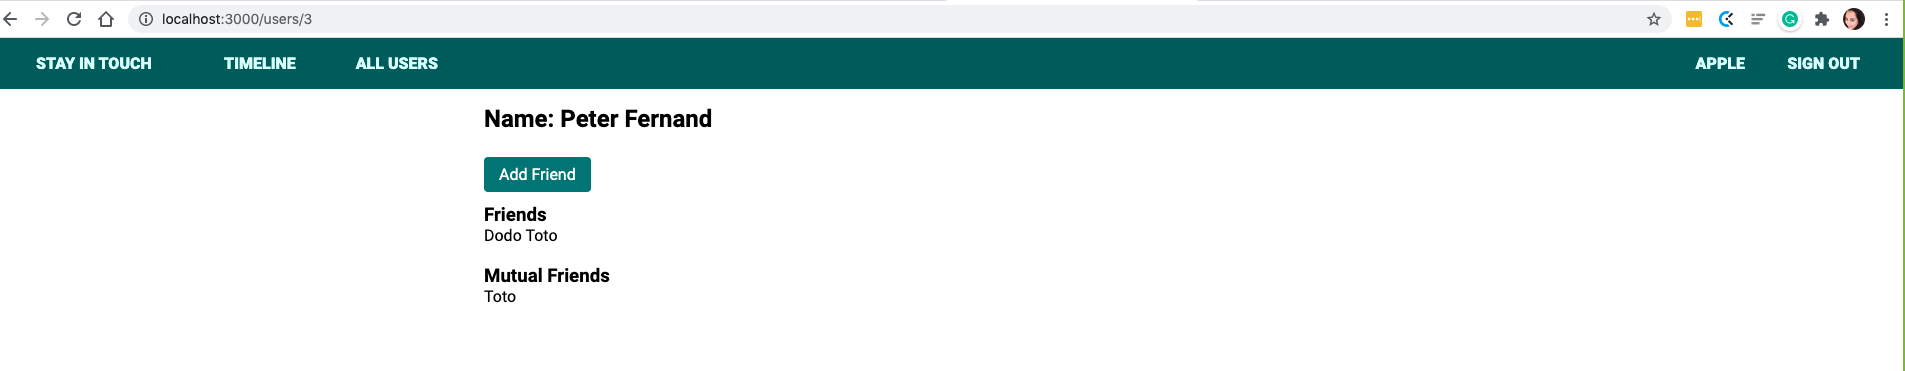 localhost:3000/users/3
STAY IN TOUCH TIMELINE ALL USERS APPLE SIGN OUT
Name: Peter Fernand
Add Friend
Friends
Dodo Toto
Mutual Friends
Toto